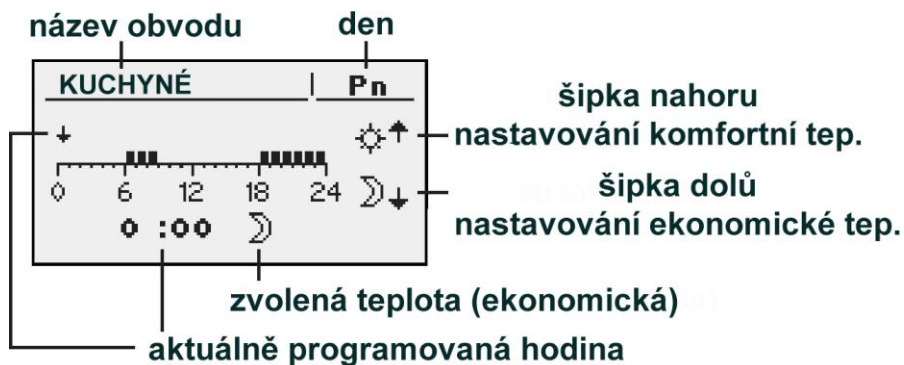 název obvodu den
KUCHYNÉ Pn
šipka nahoru
nastavování komfortní tep.
0 6 12 18 24
šipka dolů
nastavování ekonomické tep.
0 :00
zvolená teplota (ekonomická)
aktuálně programovaná hodina